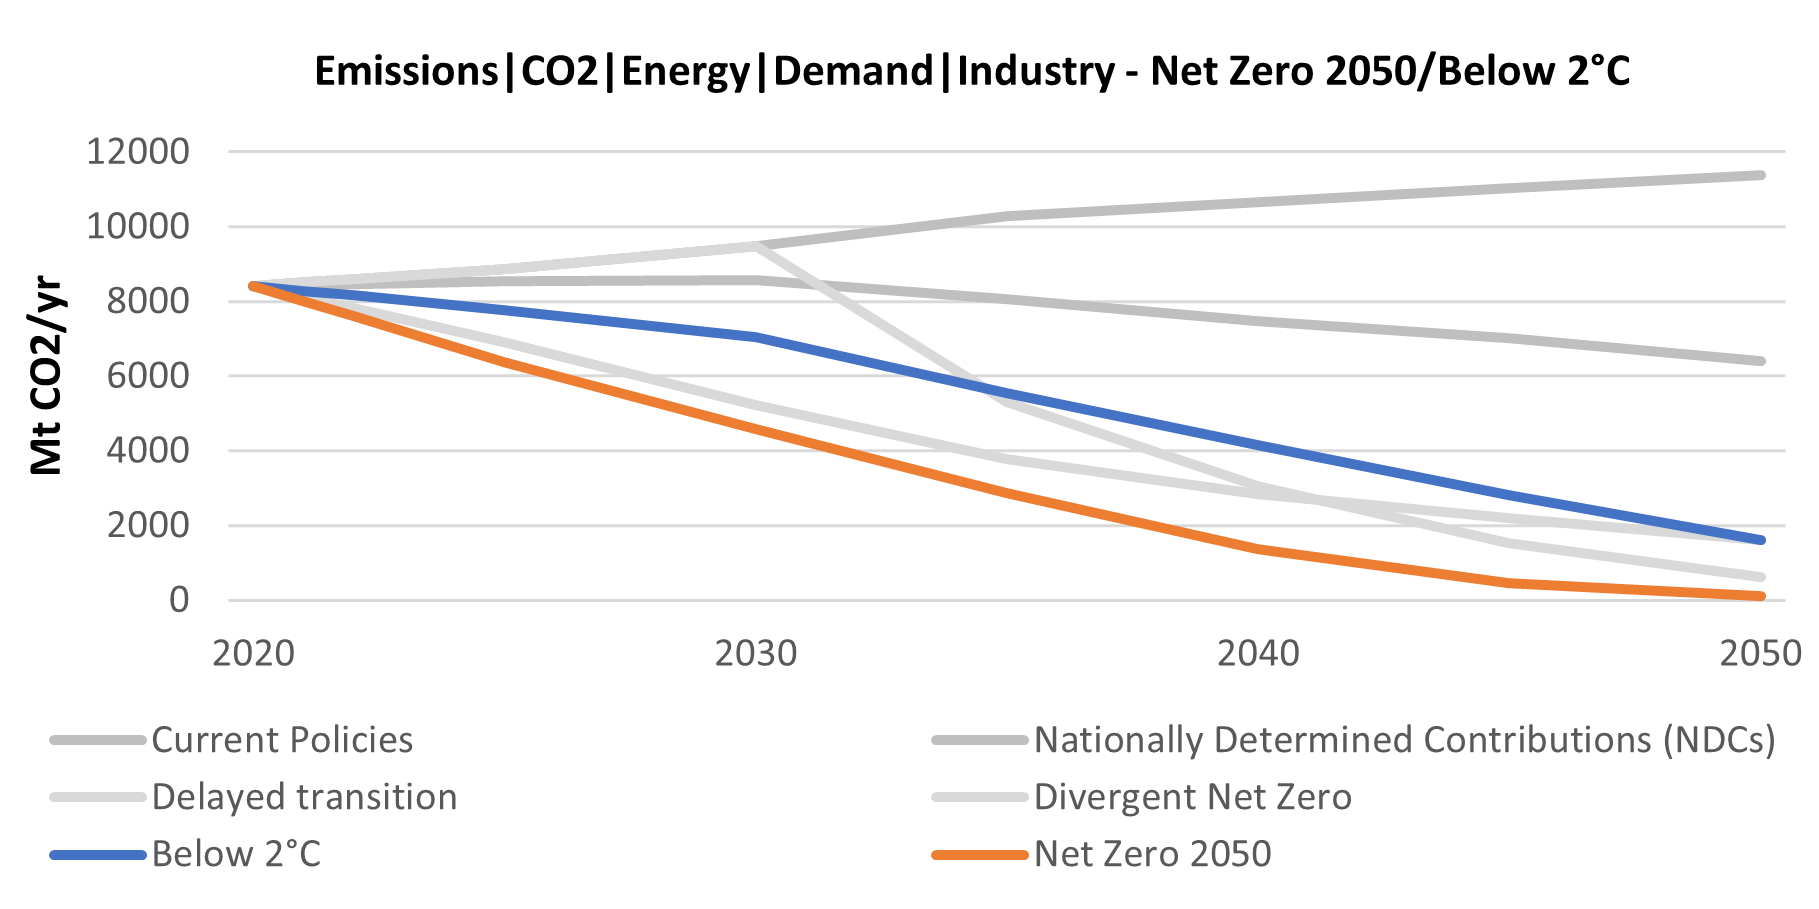 Emissions|CO2|Energy|Demand|Industry - Net Zero 2050/Below 2°C
Mt CO2/yr
12000
10000
8000
6000
4000
2000
0
2020 2030 2040 2050
Current Policies Nationally Determined Contributions (NDCs)
Delayed transition Divergent Net Zero
Below 2°C Net Zero 2050